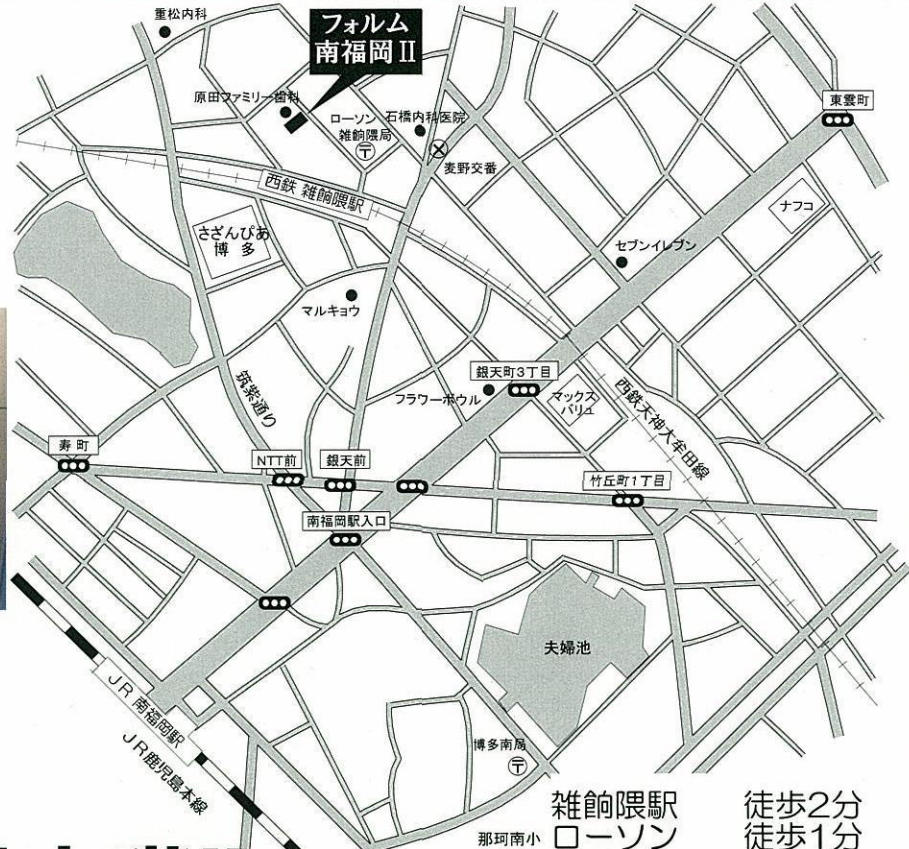 重松内科
フォルム
南福岡Ⅱ
原田ファミリー歯科
ローソン
雑餉隈局
〒
石橋内科医院
麦野交番
東雲町
ナフコ
西鉄 雑餉隈駅
さざんぴあ
博多
セブンイレブン
マルキョウ
筑紫通り
銀天町3丁目
フラワーボウル
マックス
バリュ
西鉄天神大牟田線
寿町
NTT前
銀天前
竹丘町1丁目
南福岡駅入口
夫婦池
JR 南福岡駅
JR鹿児島本線
博多南局
〒
那珂南小
雑餉隈駅 徒歩2分
ローソン 徒歩1分